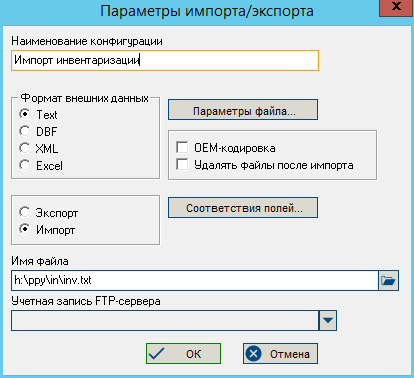 Параметры импорта/экспорта
x
Наименование конфигурации
Импорт инвентаризации
Формат внешних данных
Text
DBF
XML
Excel
Параметры файла...
OEM-кодировка
Удалять файлы после импорта
Экспорт
Импорт
Соответствия полей...
Имя файла
h:\ppy\in\inv.txt
Учетная запись FTP-сервера
OK
Отмена